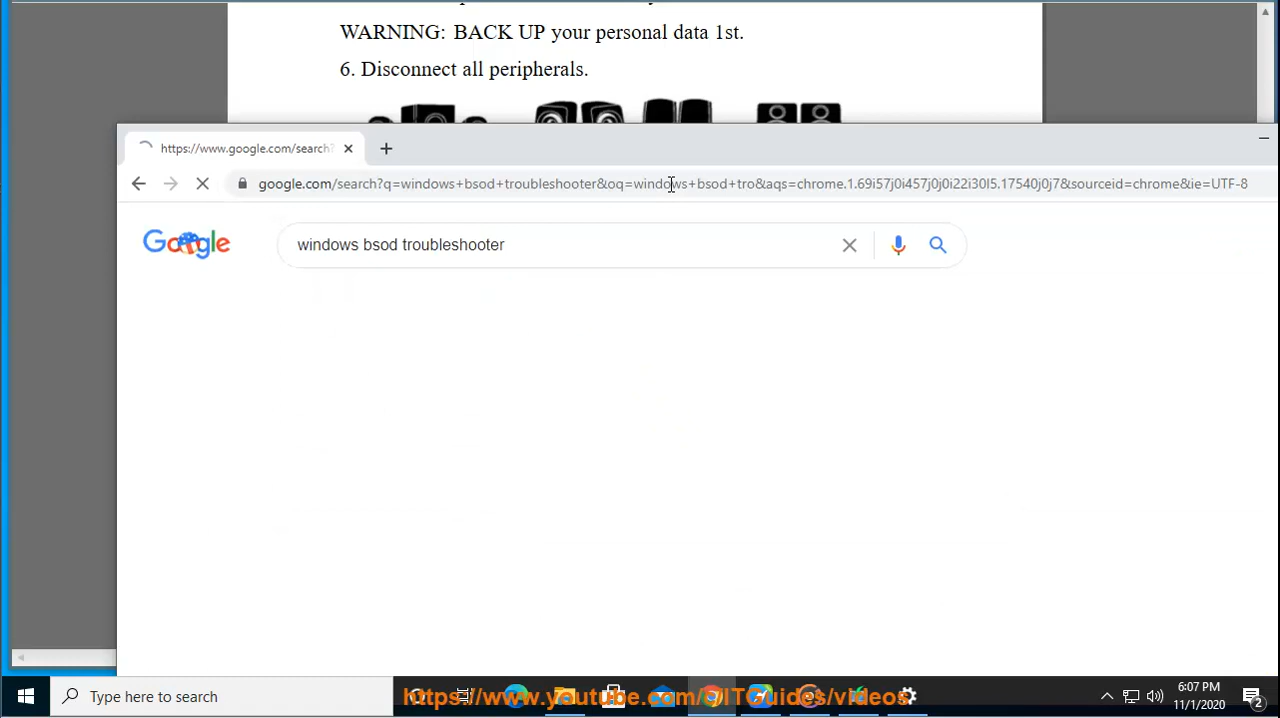 WARNING: BACK UP your personal data 1st.
6. Disconnect all peripherals.
https://www.google.com/search?
google.com/search?q=windows+bsod+troubleshooter&oq=windows+bsod+tro&aqs=chrome.1.69i57j0i457j0j0i22i30l5.17540j0j7&sourceid=chrome&ie=UTF-8
Google
windows bsod troubleshooter
Type here to search
https://www.youtube.com/c/ITGuides/videos
6:07 PM
11/1/2020
2